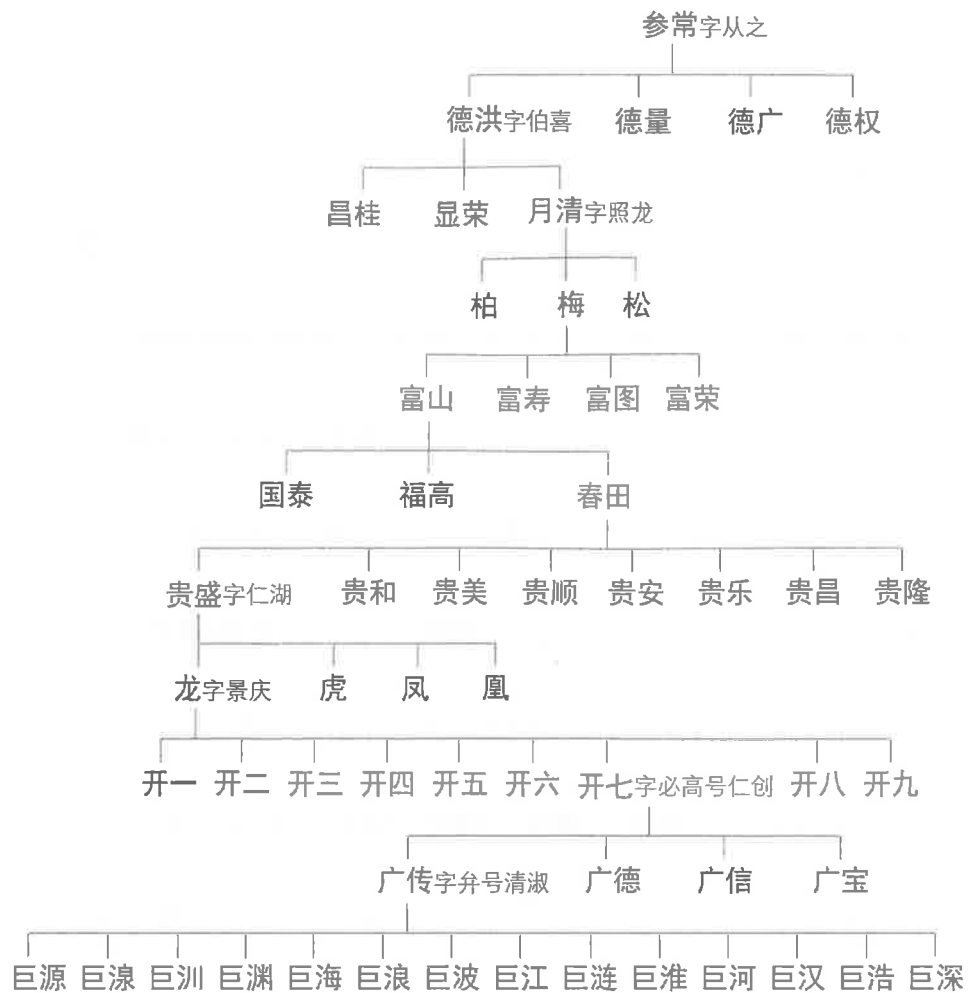 参常字从之
德洪字伯喜 德量 德广 德权
昌桂 显荣 月清字照龙
柏 梅 松
富山 富寿 富图 富荣
国泰 福高 春田
贵盛字仁湖 贵和 贵美 贵顺 贵安 贵乐 贵昌 贵隆
龙字景庆 虎 凤 凰
开一 开二 开三 开四 开五 开六 开七字必高号仁创 开八 开九
广传字弁号清淑 广德 广信 广宝
巨源 巨湶 巨汌 巨渊 巨海 巨浪 巨波 巨江 巨涟 巨淮 巨河 巨汉 巨浩 巨深